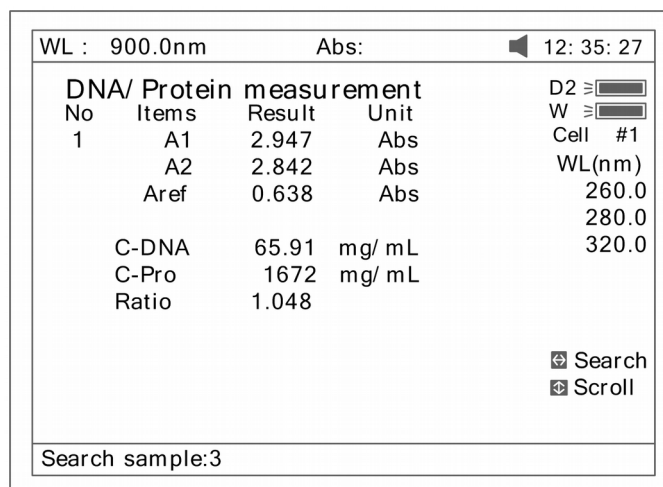 WL : 900.0nm Abs: 12: 35: 27
DNA/ Protein measurement D2
No Items Result Unit W
1 A1 2.947 Abs Cell #1
A2 2.842 Abs WL(nm)
Aref 0.638 Abs 260.0
280.0
C-DNA 65.91 mg/ mL 320.0
C-Pro 1672 mg/ mL
Ratio 1.048
Search
Scroll
Search sample:3